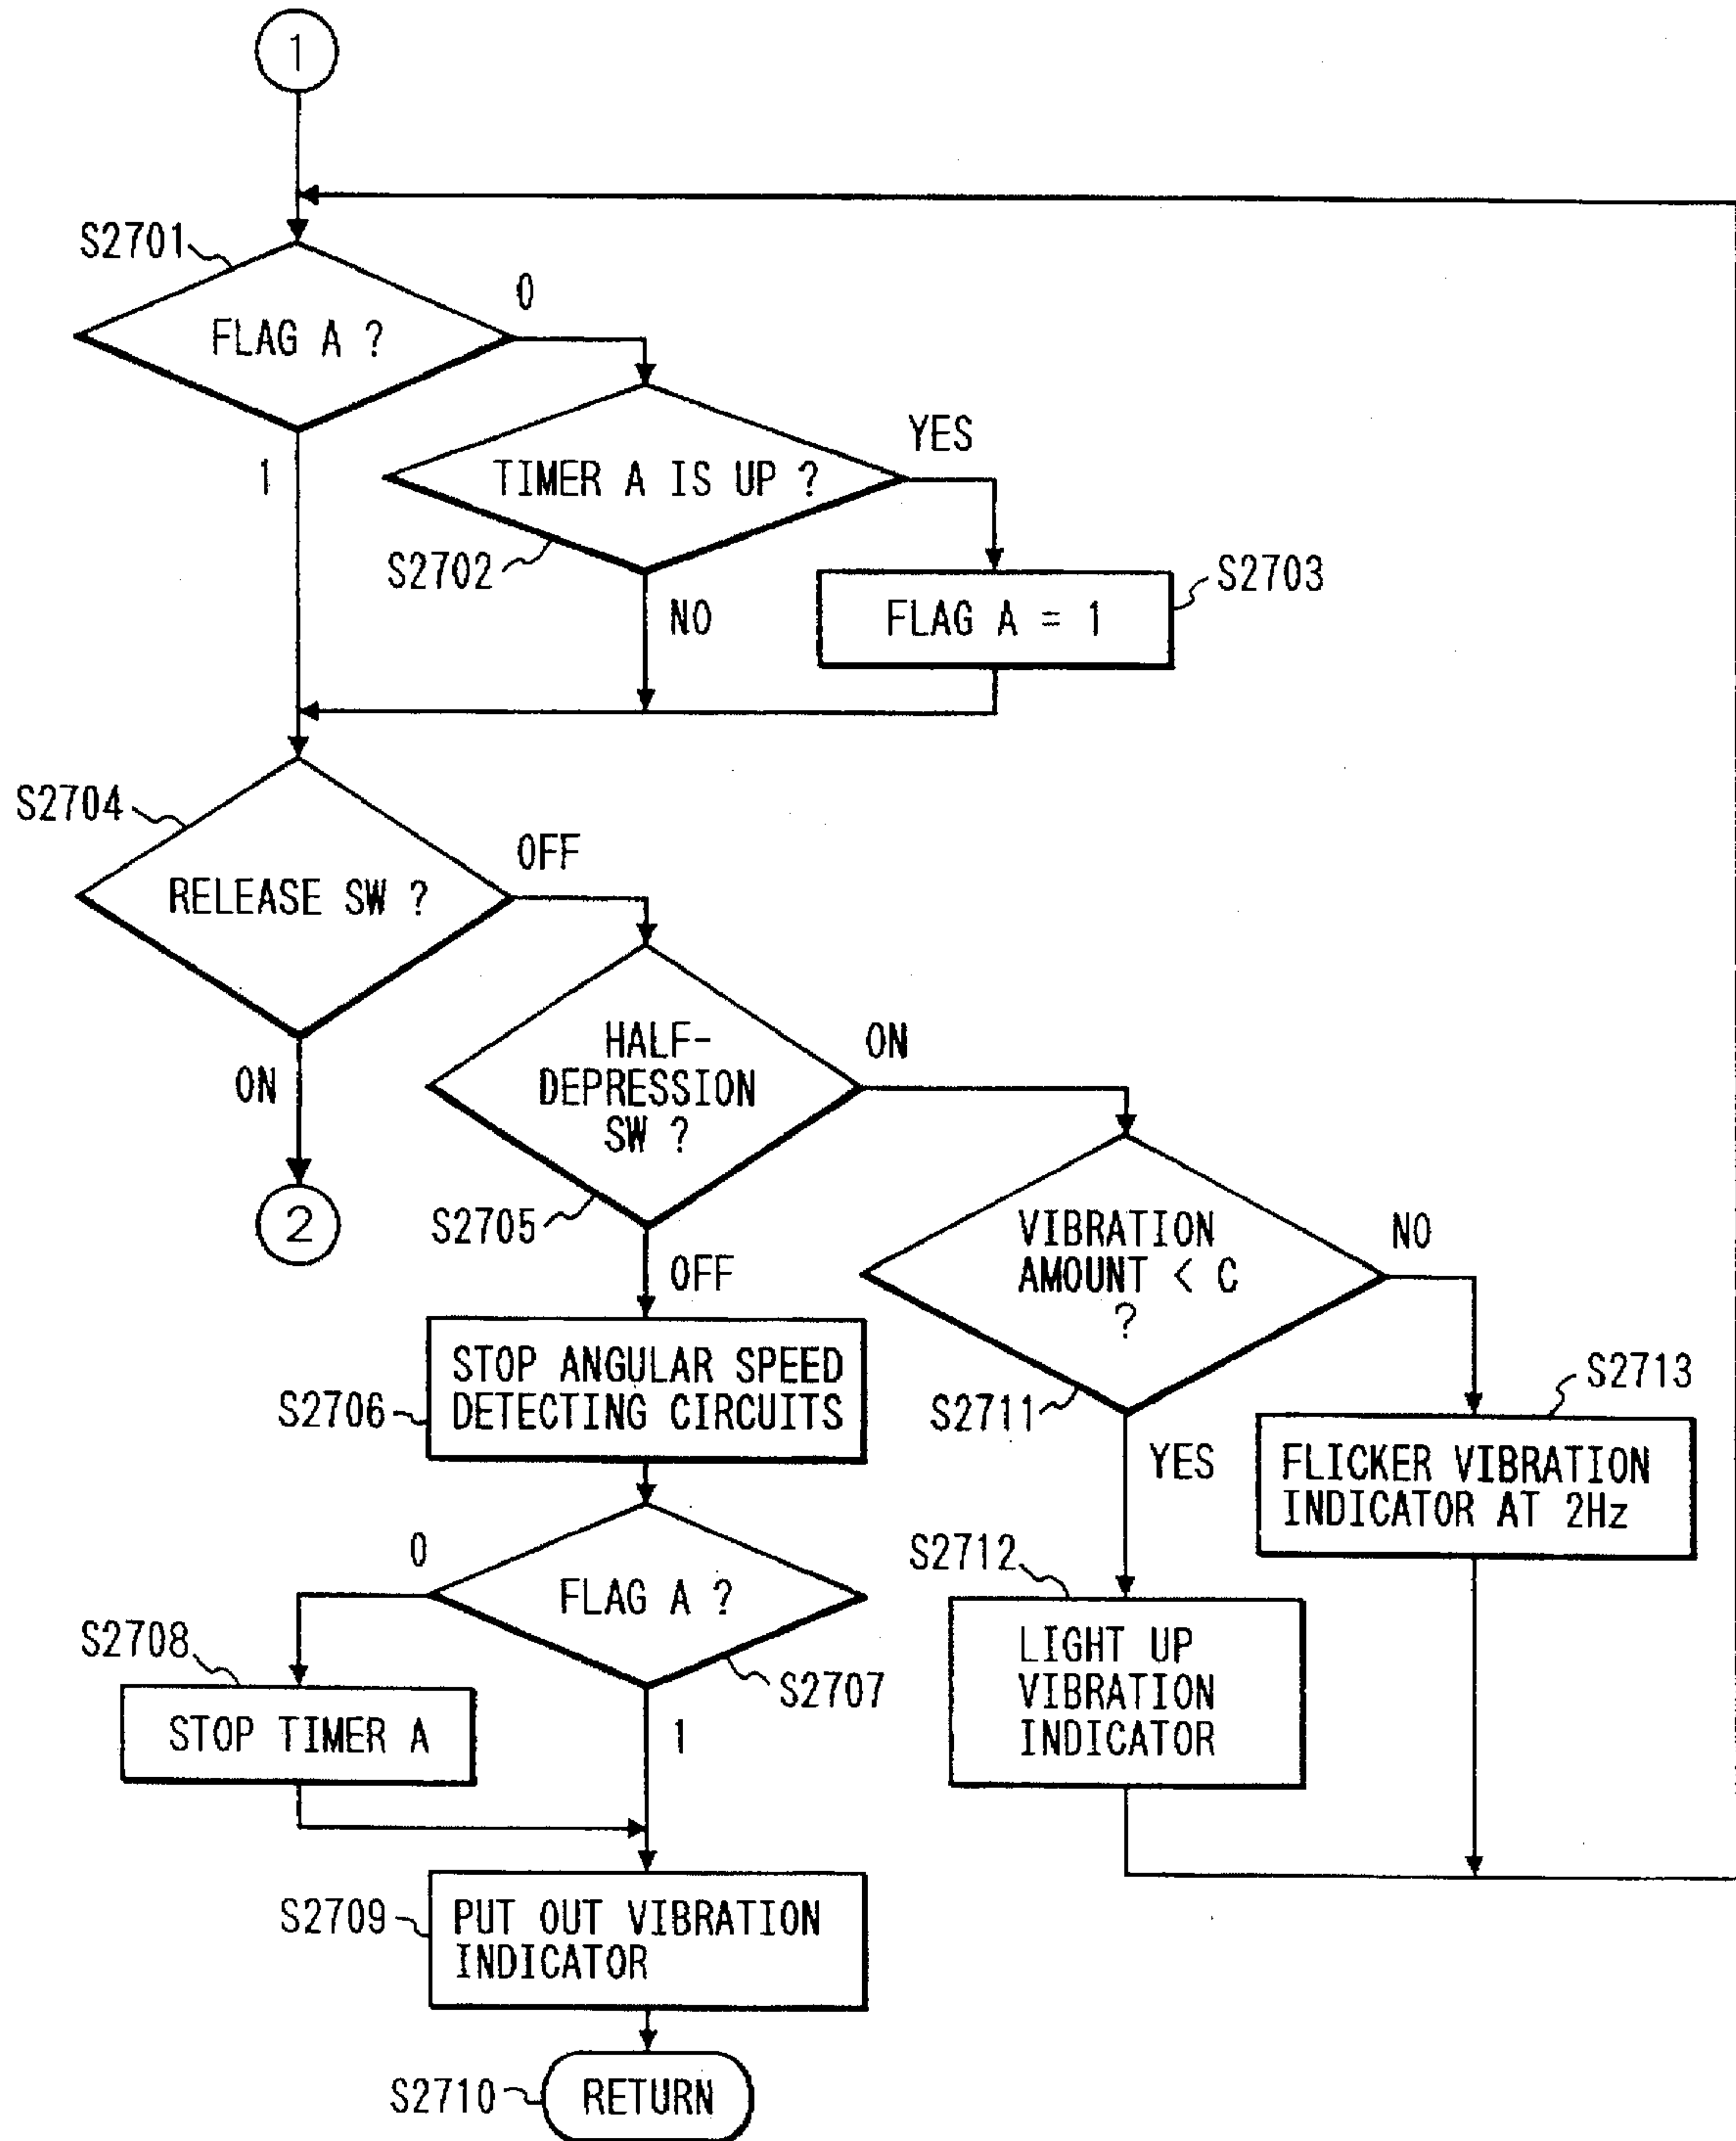 1
S2701
0
FLAG A ?
1
YES
TIMER A IS UP ?
S2702
S2703
NO
FLAG A = 1
S2704
OFF
RELEASE SW ?
ON
2
HALF-
DEPRESSION
SW ?
ON
S2705
OFF
VIBRATION
AMOUNT < C
?
NO
S2711
YES
STOP ANGULAR SPEED
DETECTING CIRCUITS
S2706
S2713
FLICKER VIBRATION
INDICATOR AT 2Hz
S2712
LIGHT UP
VIBRATION
INDICATOR
0
FLAG A ?
S2707
S2708
STOP TIMER A
1
S2709
PUT OUT VIBRATION
INDICATOR
S2710
RETURN